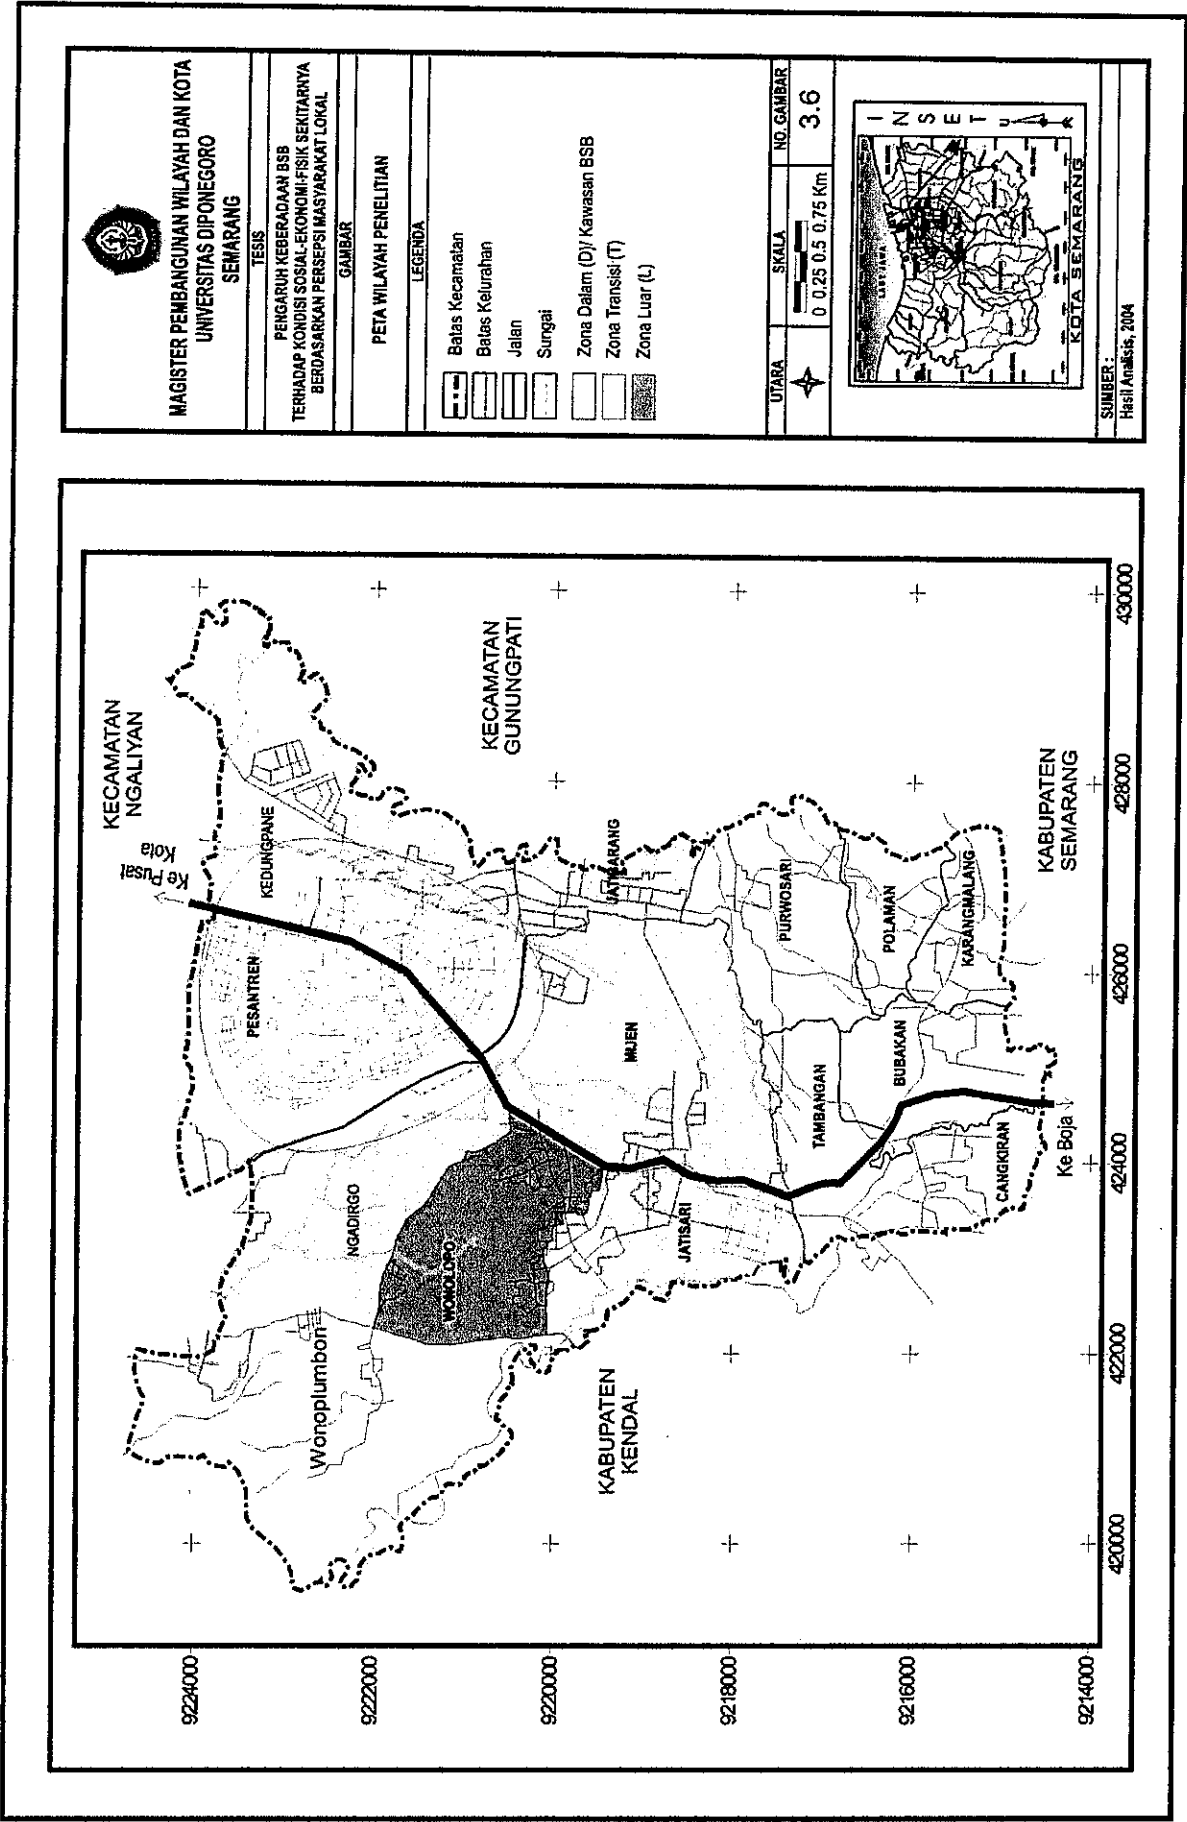 KECAMATAN
NGALIYAN
Ke Pusat
Kota
KEDUNGPANE
PESANTREN
KECAMATAN
GUNUNGPATI
NGADIRGO
Wonoplumbon
WONOLOPO
JATIBARANG
MIJEN
JATISARI
PURWOSARI
TAMBANGAN
POLAMAN
BUBAKAN
KARANGMALANG
CANGKIRAN
Ke Boja
KABUPATEN
KENDAL
KABUPATEN
SEMARANG
9224000
9222000
9220000
9218000
9216000
9214000
420000
422000
424000
426000
428000
430000
MAGISTER PEMBANGUNAN WILAYAH DAN KOTA
UNIVERSITAS DIPONEGORO
SEMARANG
TESIS
PENGARUH KEBERADAAN BSB
TERHADAP KONDISI SOSIAL-EKONOMI-FISIK SEKITARNYA
BERDASARKAN PERSEPSI MASYARAKAT LOKAL
GAMBAR
PETA WILAYAH PENELITIAN
LEGENDA
Batas Kecamatan
Batas Kelurahan
Jalan
Sungai
Zona Dalam (D)/ Kawasan BSB
Zona Transisi (T)
Zona Luar (L)
UTARA
SKALA
NO. GAMBAR
0 0.25 0.5 0.75 Km
3.6
INSET
U
LAUT JAWA
KOTA SEMARANG
SUMBER :
Hasil Analisis, 2004